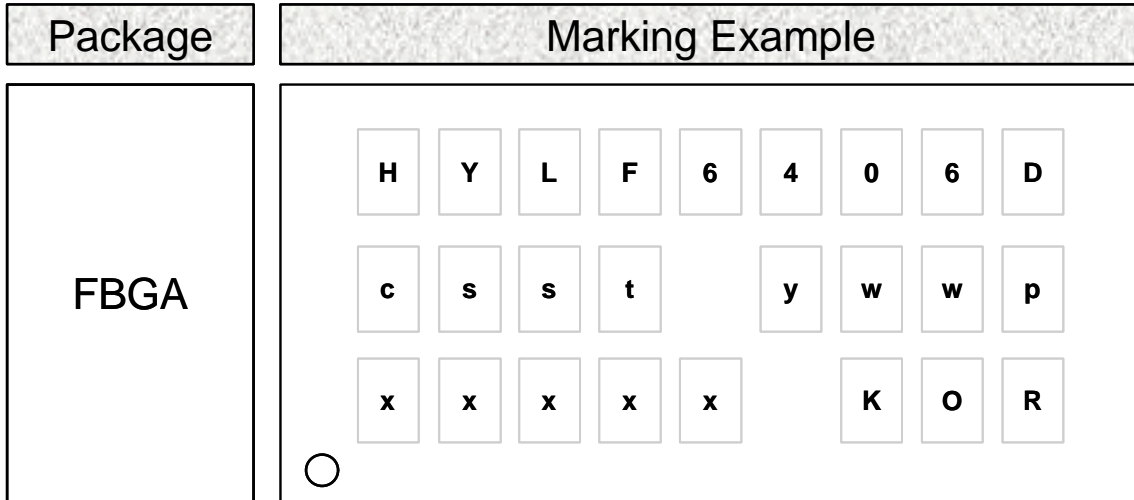 Package
Marking Example
FBGA
H Y L F 6 4 0 6 D
c s s t y w w p
x x x x x K O R